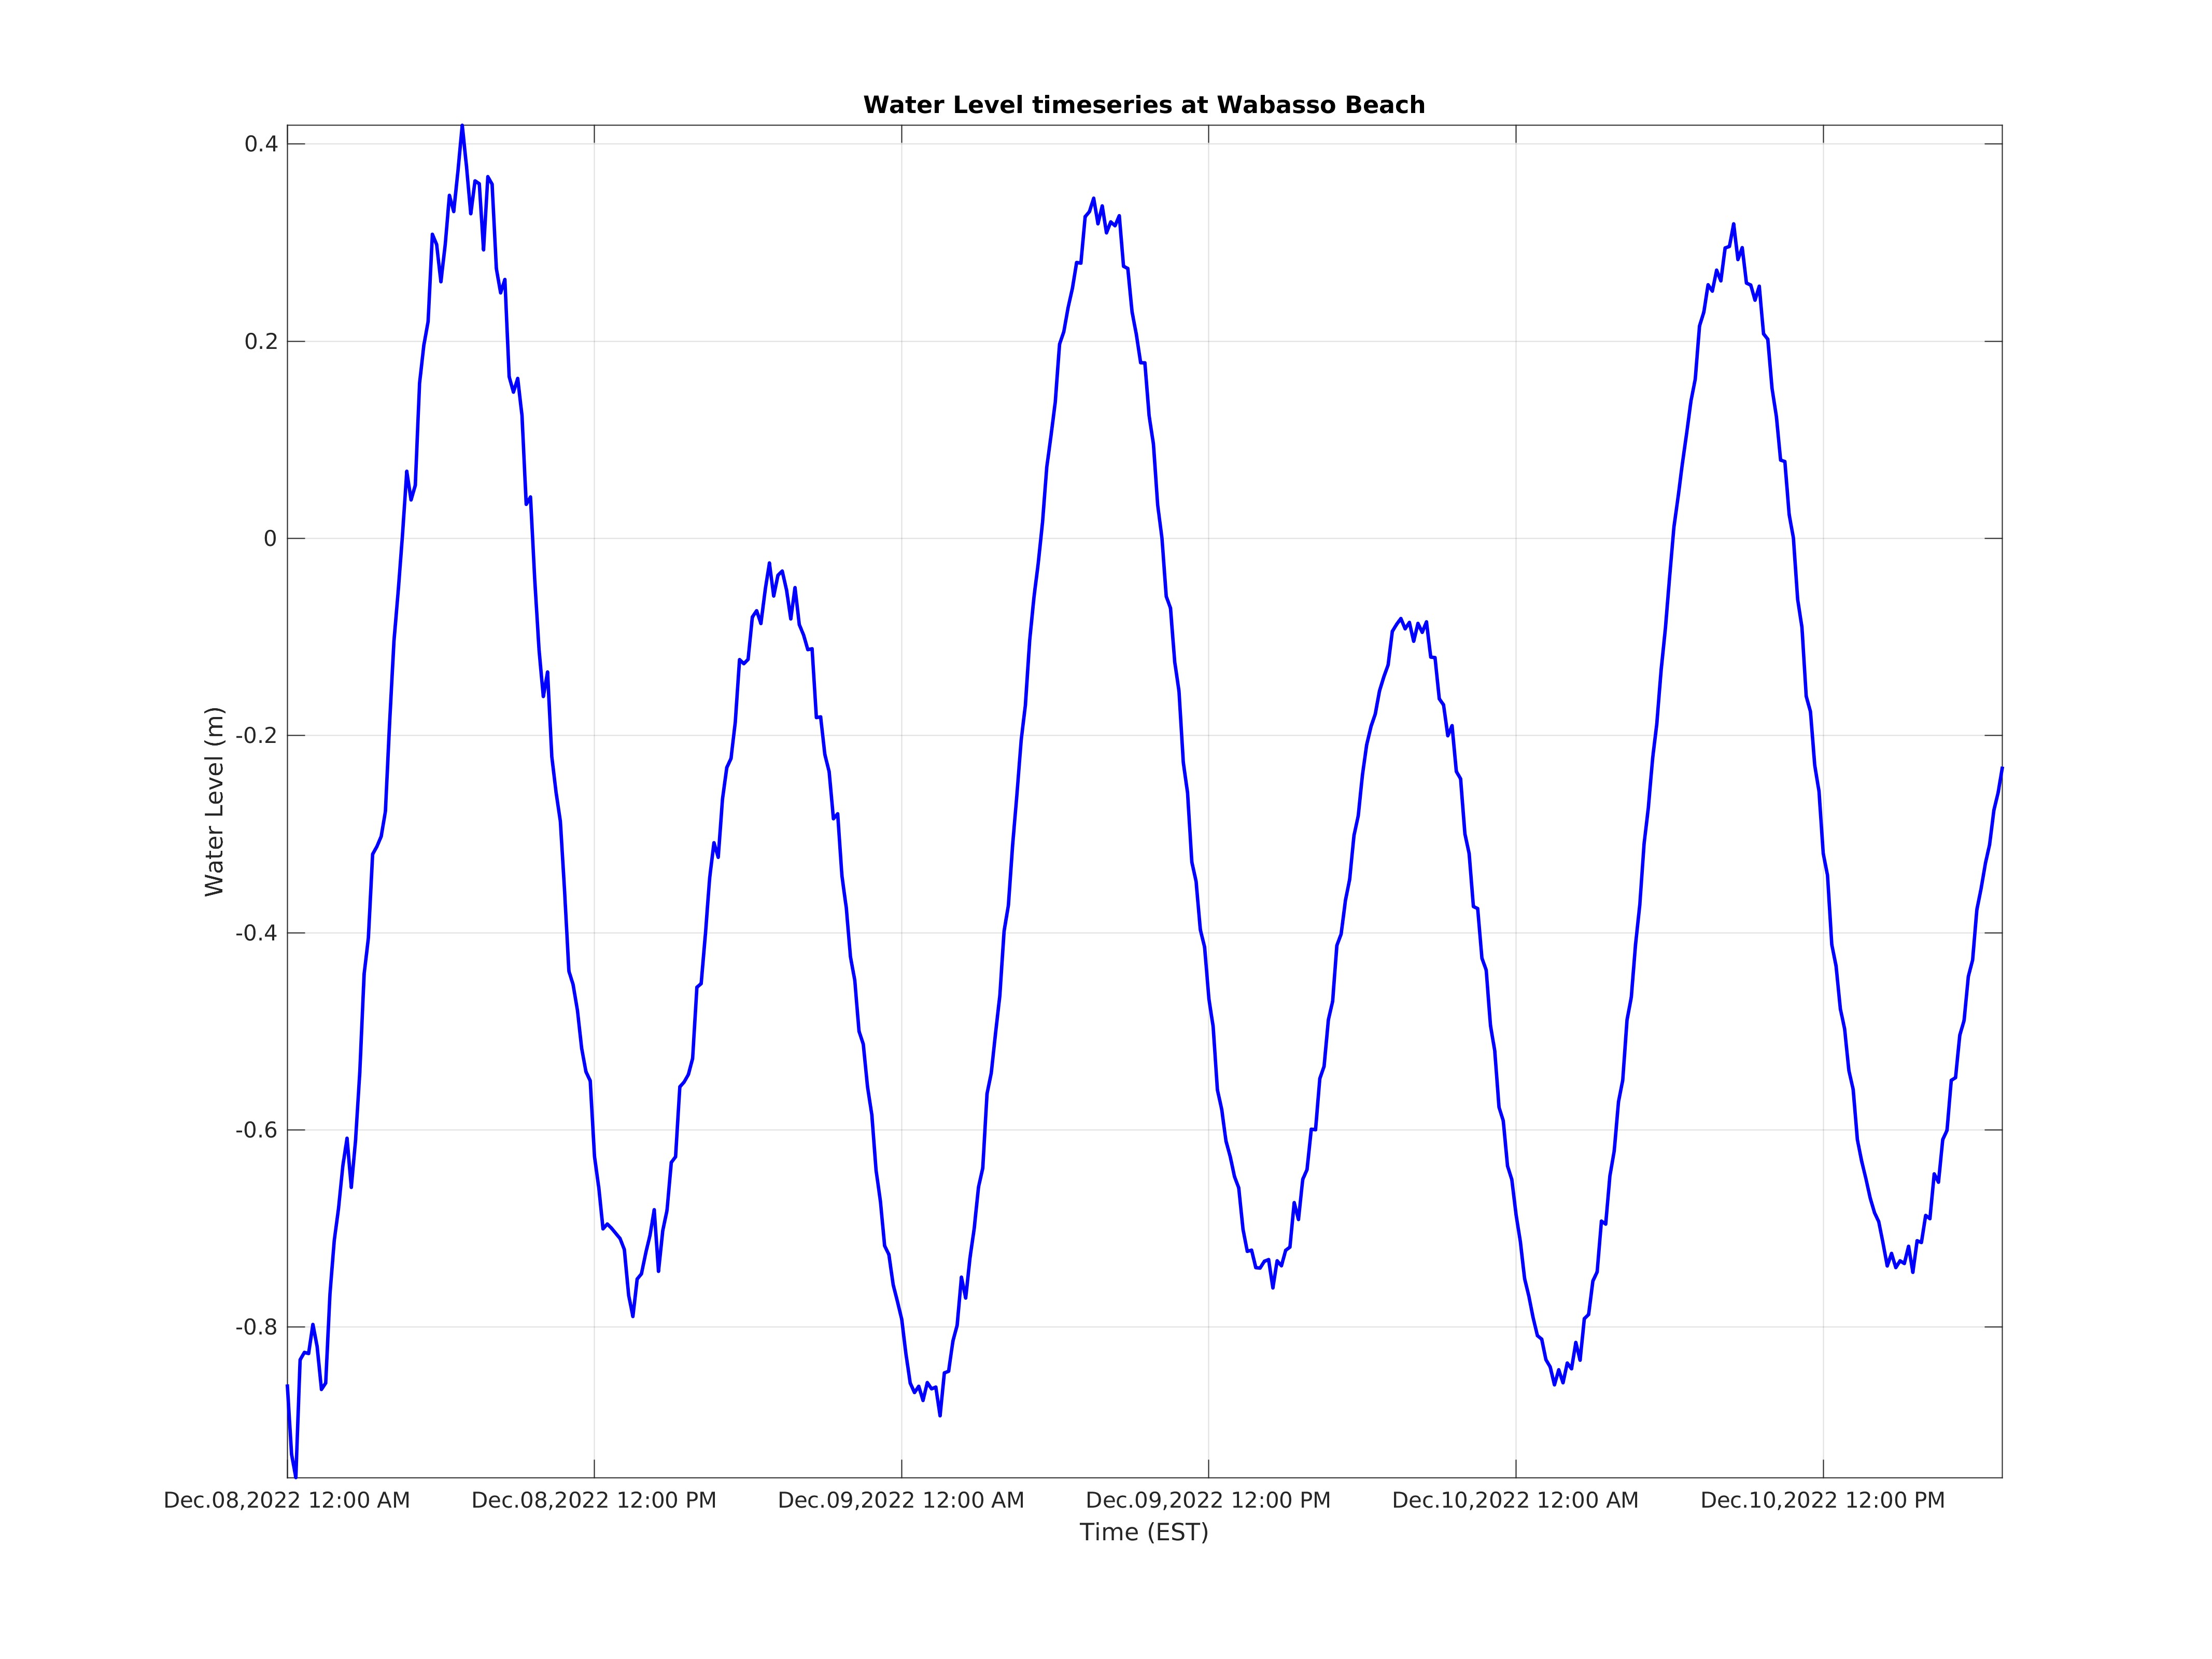 Water Level timeseries at Wabasso Beach
0.4
0.2
0
-0.2
-0.4
-0.6
-0.8
Water Level (m)
Dec.08,2022 12:00 AM
Dec.08,2022 12:00 PM
Dec.09,2022 12:00 AM
Dec.09,2022 12:00 PM
Dec.10,2022 12:00 AM
Dec.10,2022 12:00 PM
Time (EST)